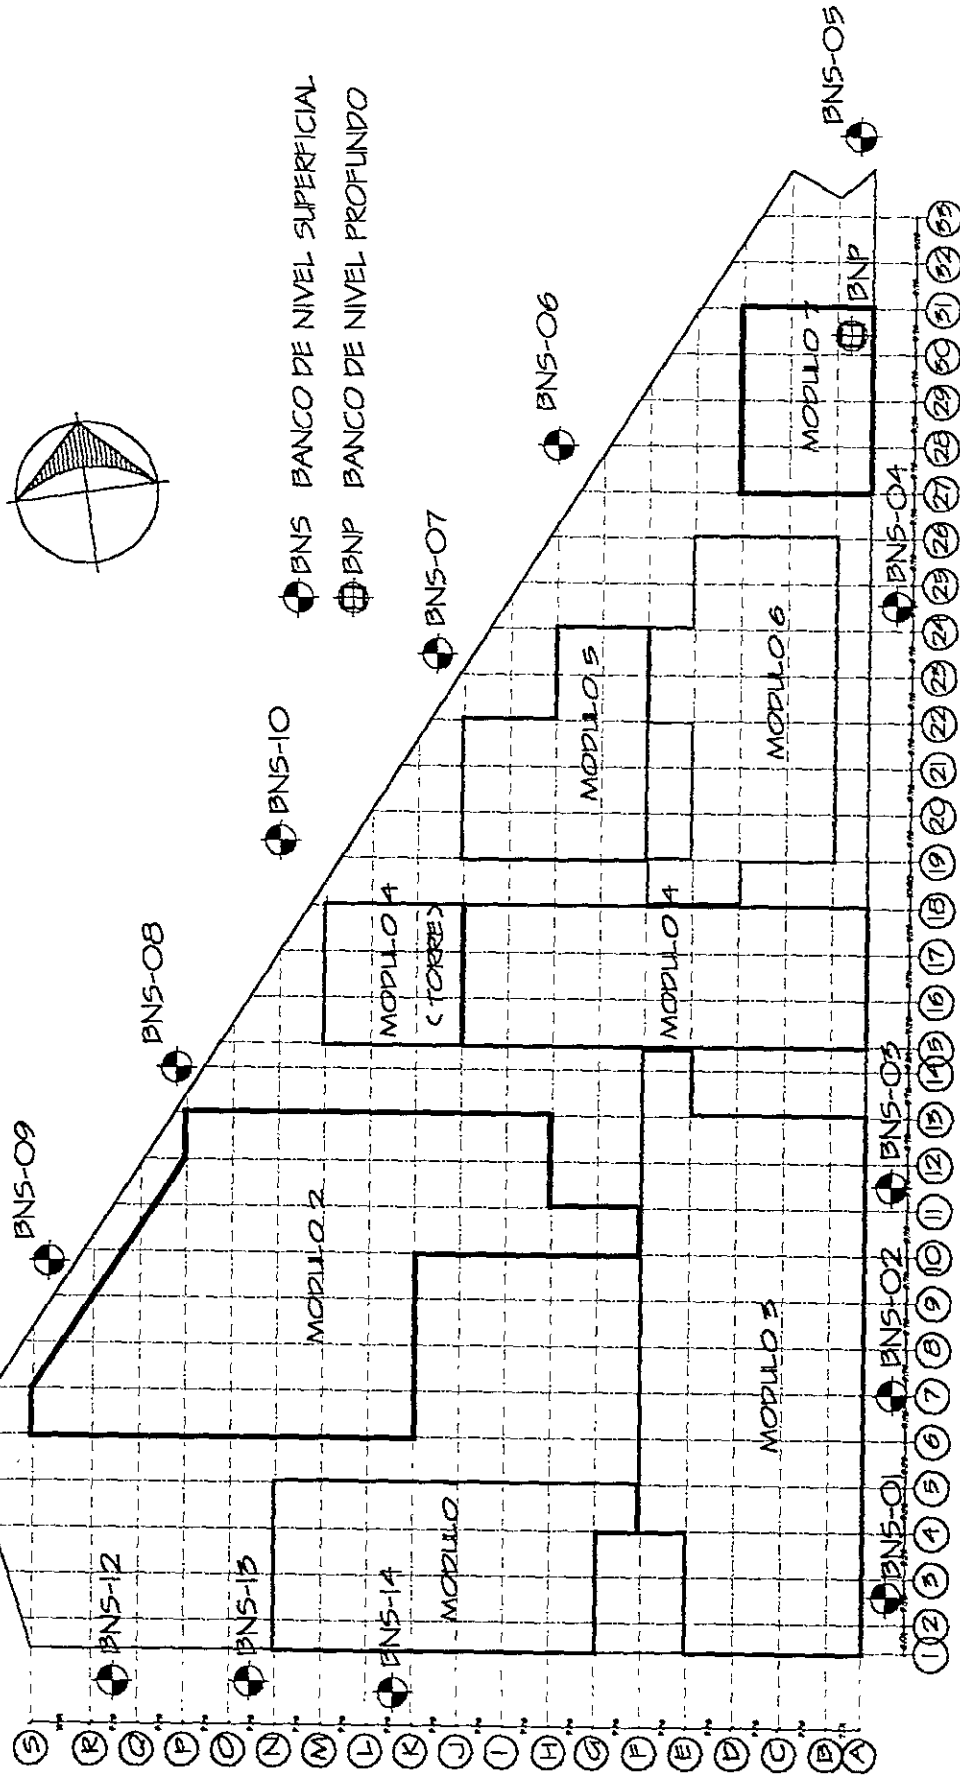 BNS-05
BNS BANCO DE NIVEL SUPERFICIAL
BNP BANCO DE NIVEL PROFUNDO
BNS-06
BNS-07
BNS-10
BNS-08
BNS-09
BNS-12
BNS-13
BNS-14
BNS-01
BNS-02
BNS-03
BNS-04
BNP
MODULO
MODULO 2
MODULO 3
MODULO 4
(TORRE)
MODULO 4
MODULO 5
MODULO 6
MODULO 7
S
R
Q
P
O
N
M
L
K
J
I
H
G
F
E
D
C
B
A
1
2
3
4
5
6
7
8
9
10
11
12
13
14
15
16
17
18
19
20
21
22
23
24
25
26
27
28
29
30
31
32
33